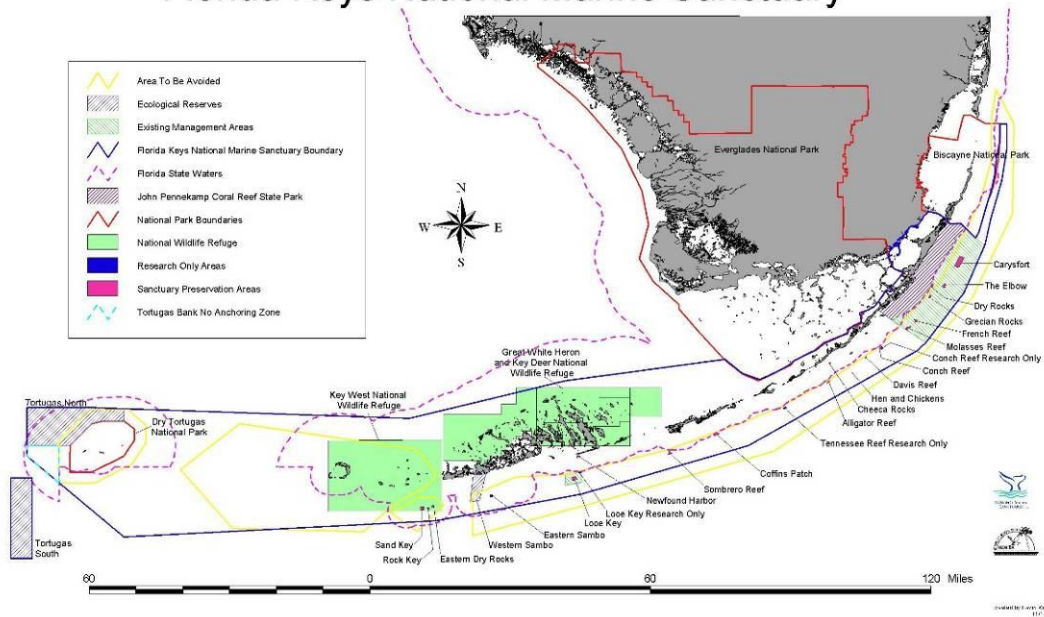 Florida Keys National Marine Sanctuary
Area To Be Avoided
Ecological Reserves
Existing Management Areas
Florida Keys National Marine Sanctuary Boundary
Florida State Waters
John Pennekamp Coral Reef State Park
National Park Boundaries
National Wildlife Refuge
Research Only Areas
Sanctuary Preservation Areas
Tortugas Bank No Anchoring Zone
N
W
E
S
Everglades National Park
Biscayne National Park
Carysfort
The Elbow
Dry Rocks
Grecian Rocks
French Reef
Molasses Reef
Conch Reef Research Only
Conch Reef
Davis Reef
Hen and Chickens
Cheeca Rocks
Alligator Reef
Tennessee Reef Research Only
Coffins Patch
Sombrero Reef
Newfound Harbor
Looe Key Research Only
Looe Key
Eastern Sambo
Western Sambo
Eastern Dry Rocks
Rock Key
Sand Key
Great White Heron
and Key Deer National
Wildlife Refuge
Key West National
Wildlife Refuge
Tortugas North
Dry Tortugas
National Park
Tortugas
South
60
0
60
120 Miles